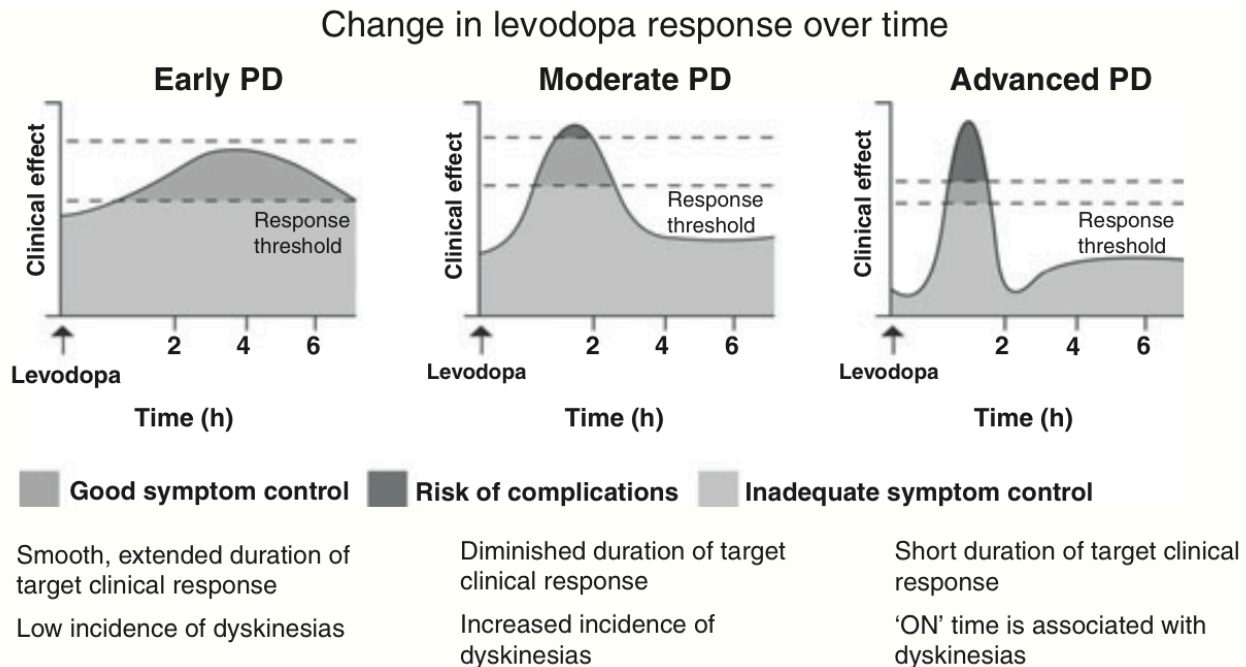 Change in levodopa response over time
Early PD
Moderate PD
Advanced PD
Clinical effect
Response
threshold
2 4 6
Levodopa
Time (h)
Clinical effect
Response
threshold
2 4 6
Levodopa
Time (h)
Clinical effect
Response
threshold
2 4 6
Levodopa
Time (h)
Good symptom control
Risk of complications
Inadequate symptom control
Smooth, extended duration of
target clinical response
Low incidence of dyskinesias
Diminished duration of target
clinical response
Increased incidence of
dyskinesias
Short duration of target clinical
response
‘ON’ time is associated with
dyskinesias